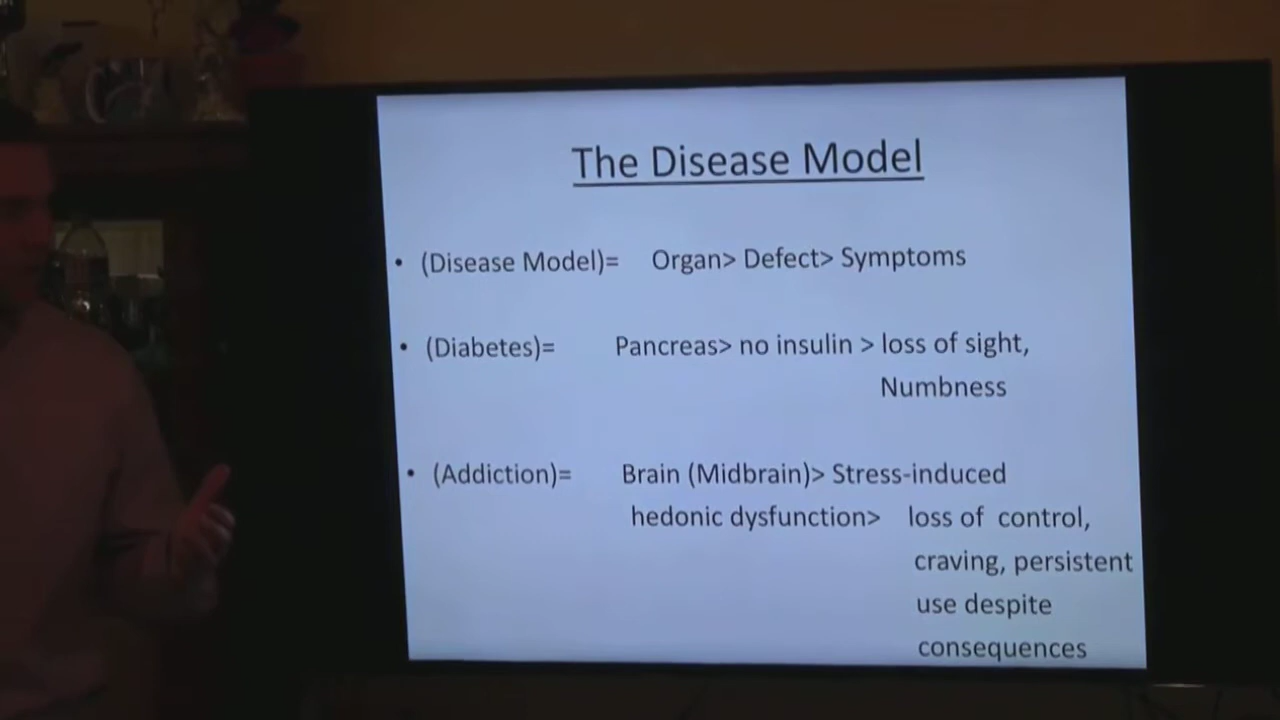 The Disease Model
• (Disease Model)= Organ> Defect> Symptoms
• (Diabetes)= Pancreas> no insulin > loss of sight,
Numbness
• (Addiction)= Brain (Midbrain)> Stress-induced
hedonic dysfunction> loss of control,
craving, persistent
use despite
consequences